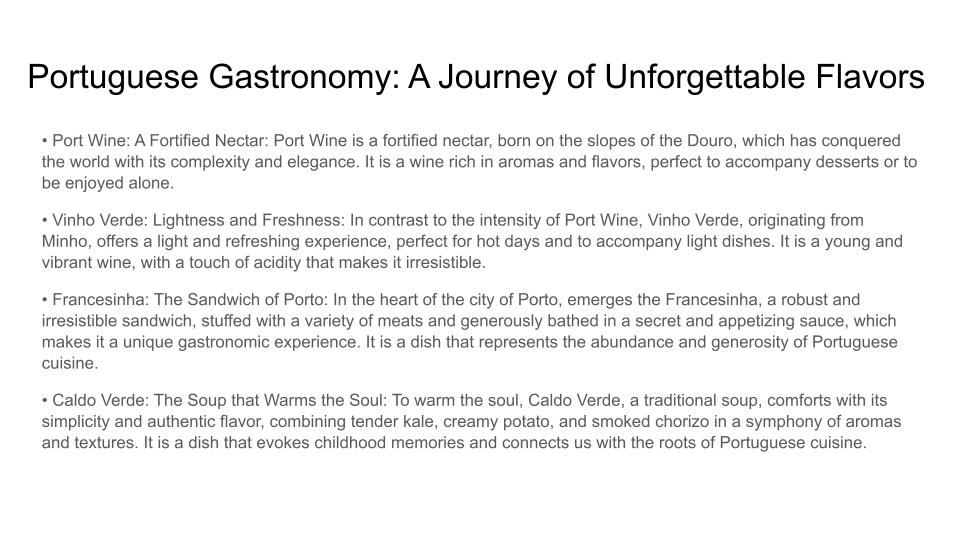 Portuguese Gastronomy: A Journey of Unforgettable Flavors
• Port Wine: A Fortified Nectar: Port Wine is a fortified nectar, born on the slopes of the Douro, which has conquered
the world with its complexity and elegance. It is a wine rich in aromas and flavors, perfect to accompany desserts or to
be enjoyed alone.
• Vinho Verde: Lightness and Freshness: In contrast to the intensity of Port Wine, Vinho Verde, originating from
Minho, offers a light and refreshing experience, perfect for hot days and to accompany light dishes. It is a young and
vibrant wine, with a touch of acidity that makes it irresistible.
• Francesinha: The Sandwich of Porto: In the heart of the city of Porto, emerges the Francesinha, a robust and
irresistible sandwich, stuffed with a variety of meats and generously bathed in a secret and appetizing sauce, which
makes it a unique gastronomic experience. It is a dish that represents the abundance and generosity of Portuguese
cuisine.
• Caldo Verde: The Soup that Warms the Soul: To warm the soul, Caldo Verde, a traditional soup, comforts with its
simplicity and authentic flavor, combining tender kale, creamy potato, and smoked chorizo in a symphony of aromas
and textures. It is a dish that evokes childhood memories and connects us with the roots of Portuguese cuisine.